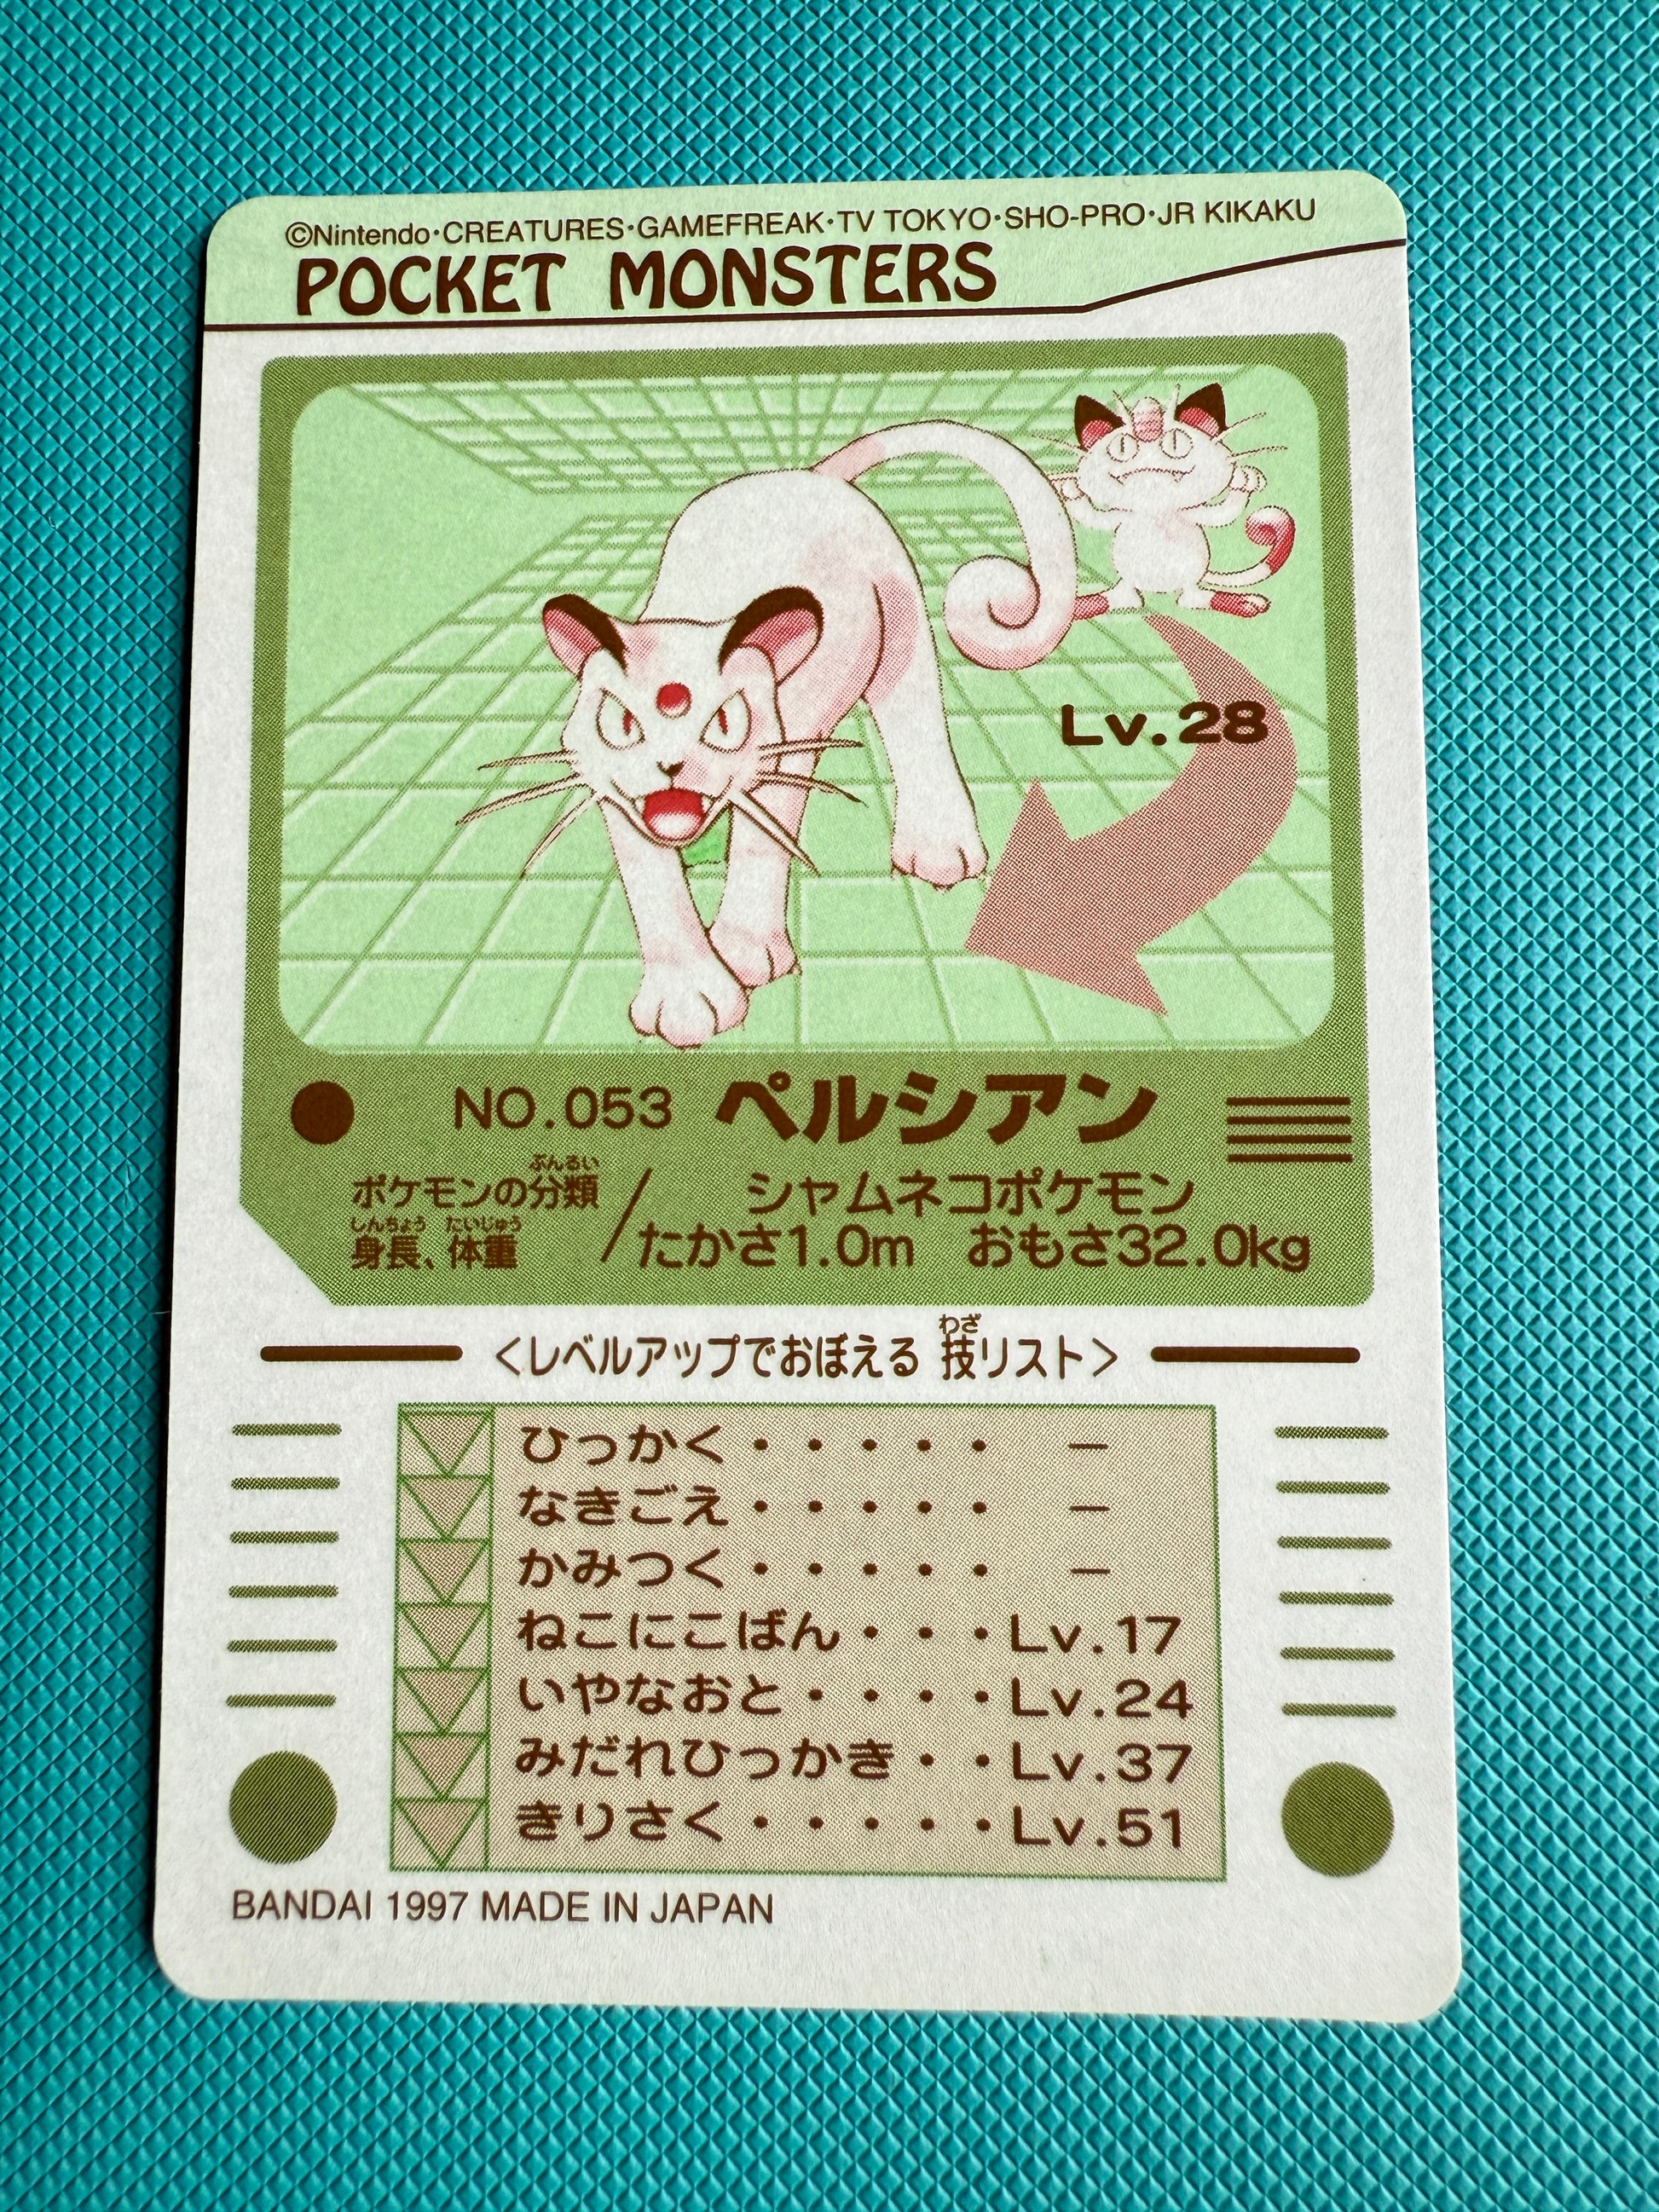 ©Nintendo・CREATURES・GAMEFREAK・TV TOKYO・SHO-PRO・JR KIKAKU
POCKET MONSTERS
Lv.28
NO.053 ペルシアン
ぶんるい
ポケモンの分類 / シャムネコポケモン
しんちょう たいじゅう
身長、体重 / たかさ1.0m おもさ32.0kg
わざ
<レベルアップでおぼえる 技リスト>
ひっかく・・・・・ —
なきごえ・・・・・ —
かみつく・・・・・ —
ねこにこばん・・・Lv.17
いやなおと・・・・Lv.24
みだれひっかき・・Lv.37
きりさく・・・・・Lv.51
BANDAI 1997 MADE IN JAPAN